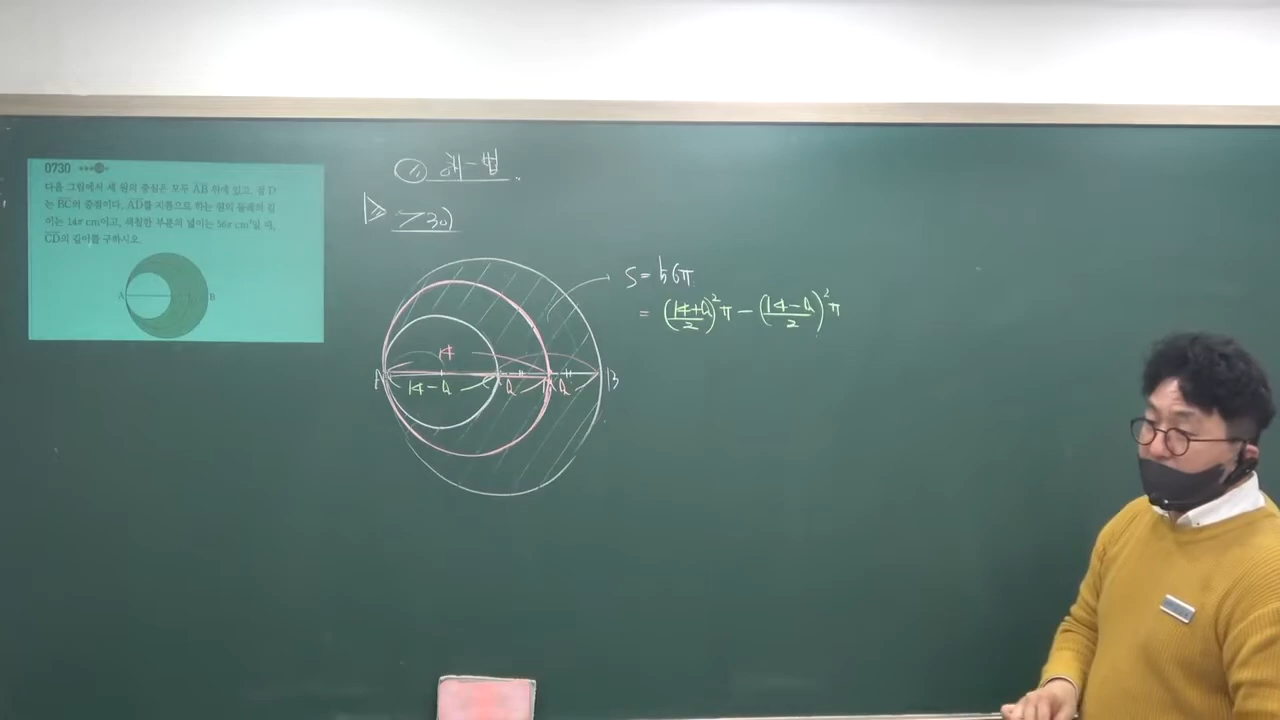 0730
다음 그림에서 세 원의 중심은 모두 AB 위에 있고, 점 D
는 BC의 중점이다. AD를 지름으로 하는 원의 둘레의 길
이는 14π cm이고, 색칠한 부분의 넓이는 56π cm²일 때,
CD의 길이를 구하시오.
A B
해-법
730)
S = 56π
= (14+a/2)²π - (14-a/2)²π
14
A 14-a a a B